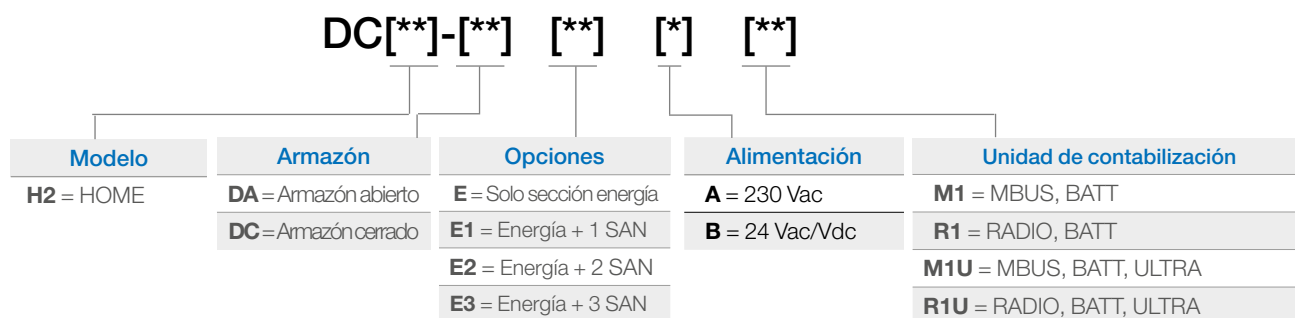 DC[**]-[**] [**] [*] [**]
Modelo Armazón Opciones Alimentación Unidad de contabilización
H2 = HOME DA = Armazón abierto E = Solo sección energía A = 230 Vac M1 = MBUS, BATT
DC = Armazón cerrado E1 = Energía + 1 SAN B = 24 Vac/Vdc R1 = RADIO, BATT
E2 = Energía + 2 SAN M1U = MBUS, BATT, ULTRA
E3 = Energía + 3 SAN R1U = RADIO, BATT, ULTRA